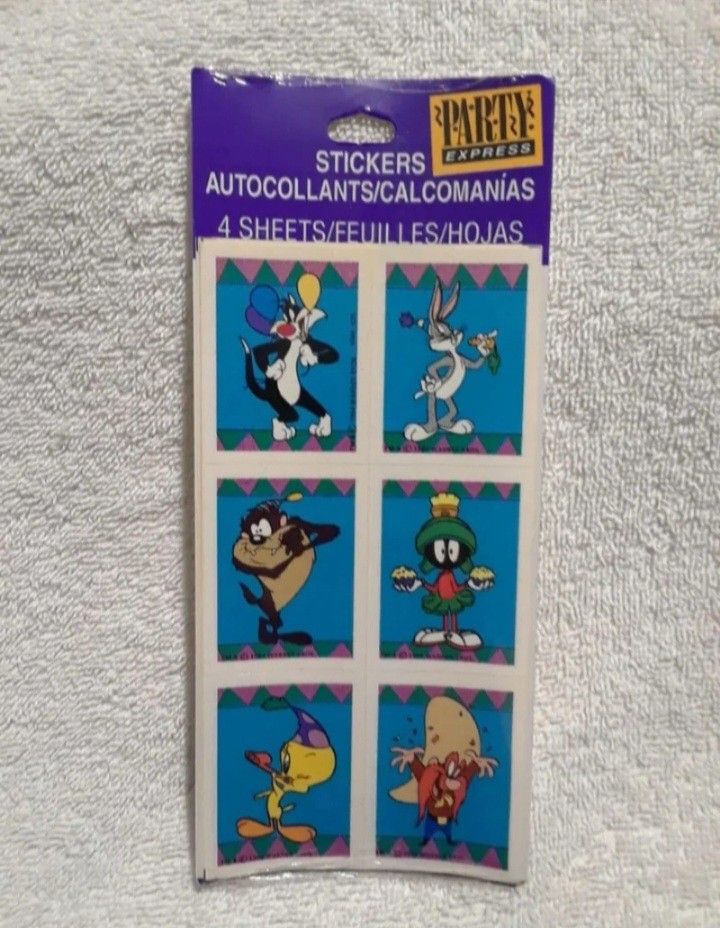 PARTY
EXPRESS
STICKERS
AUTOCOLLANTS/CALCOMANÍAS
4 SHEETS/FEUILLES/HOJAS